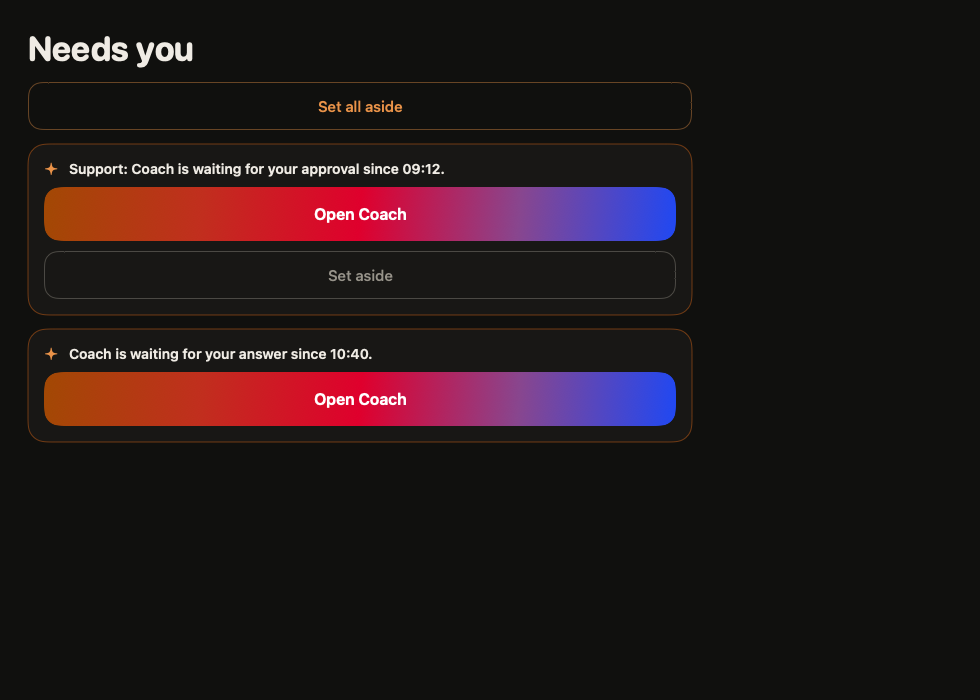 Needs you
Set all aside
Support: Coach is waiting for your approval since 09:12.
Open Coach
Set aside
Coach is waiting for your answer since 10:40.
Open Coach